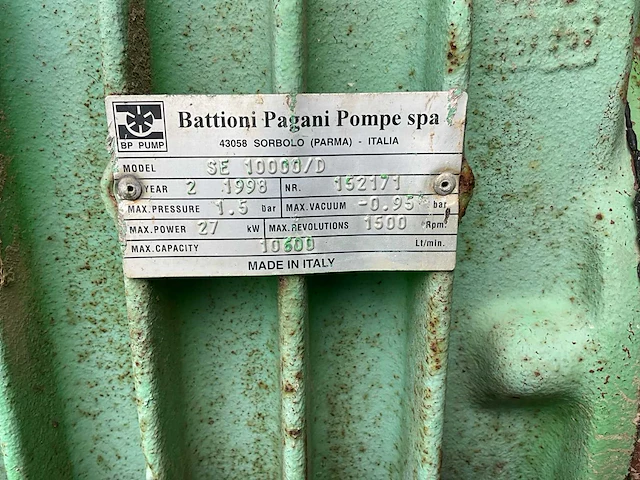 BP PUMP
Battioni Pagani Pompe spa
43058 SORBOLO (PARMA) - ITALIA
MODEL SE 10000/D
YEAR 2 1998 NR. 152171
MAX.PRESSURE 1.5 bar MAX.VACUUM -0.95 bar
MAX.POWER 27 kW MAX.REVOLUTIONS 1500 Rpm.
MAX.CAPACITY 10600 Lt/min.
MADE IN ITALY